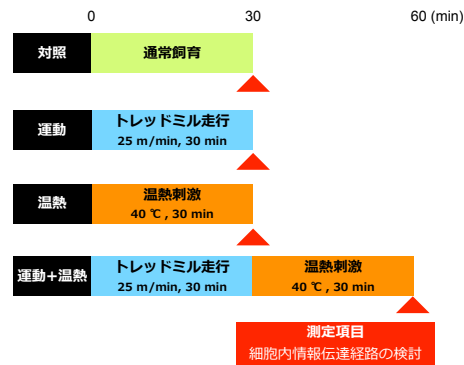 0 30 60 (min)
対照 通常飼育
運動 トレッドミル走行
25 m/min, 30 min
温熱 温熱刺激
40 ℃ , 30 min
運動+温熱 トレッドミル走行 温熱刺激
25 m/min, 30 min 40 ℃ , 30 min
測定項目
細胞内情報伝達経路の検討